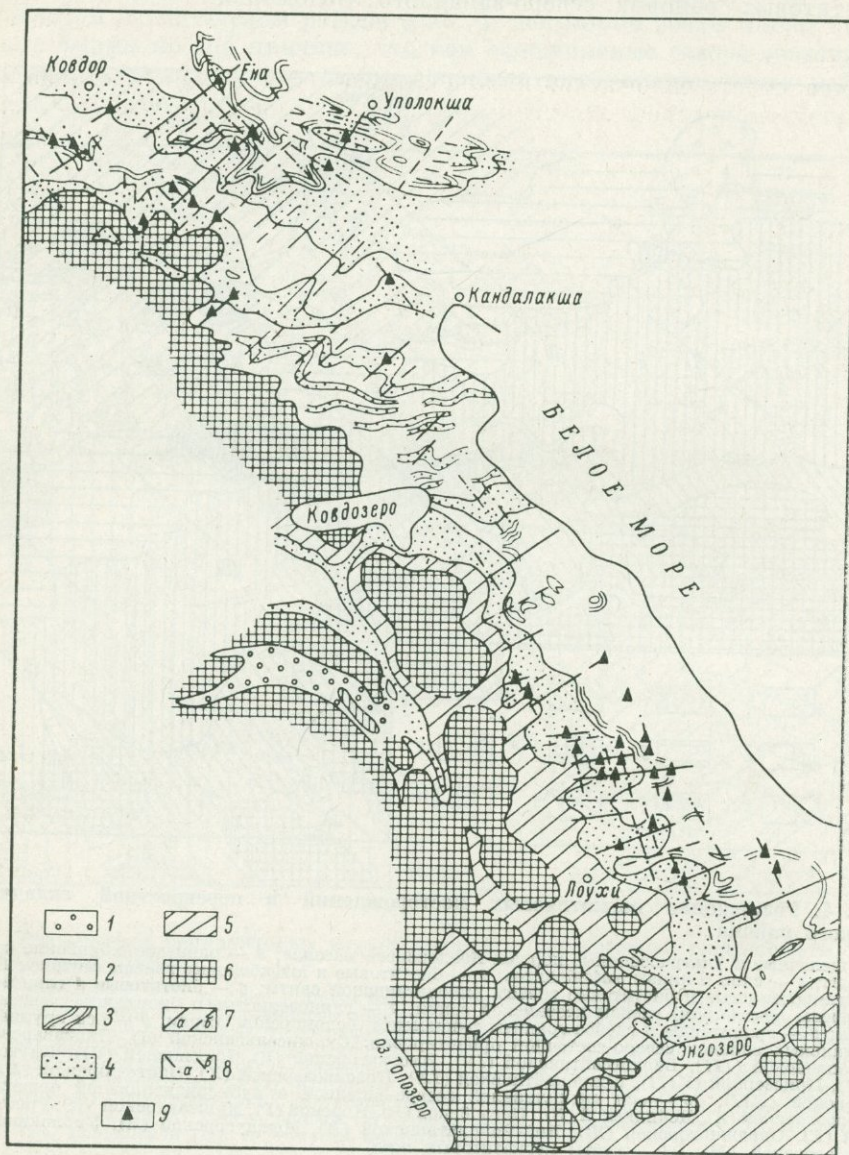 Ковдор
Ена
Уполокша
Кандалакша
БЕЛОЕ МОРЕ
Ковдозеро
Лоухи
Энгозеро
оз. Топозеро
1
2
3
4
5
6
а в 7
а в 8
9